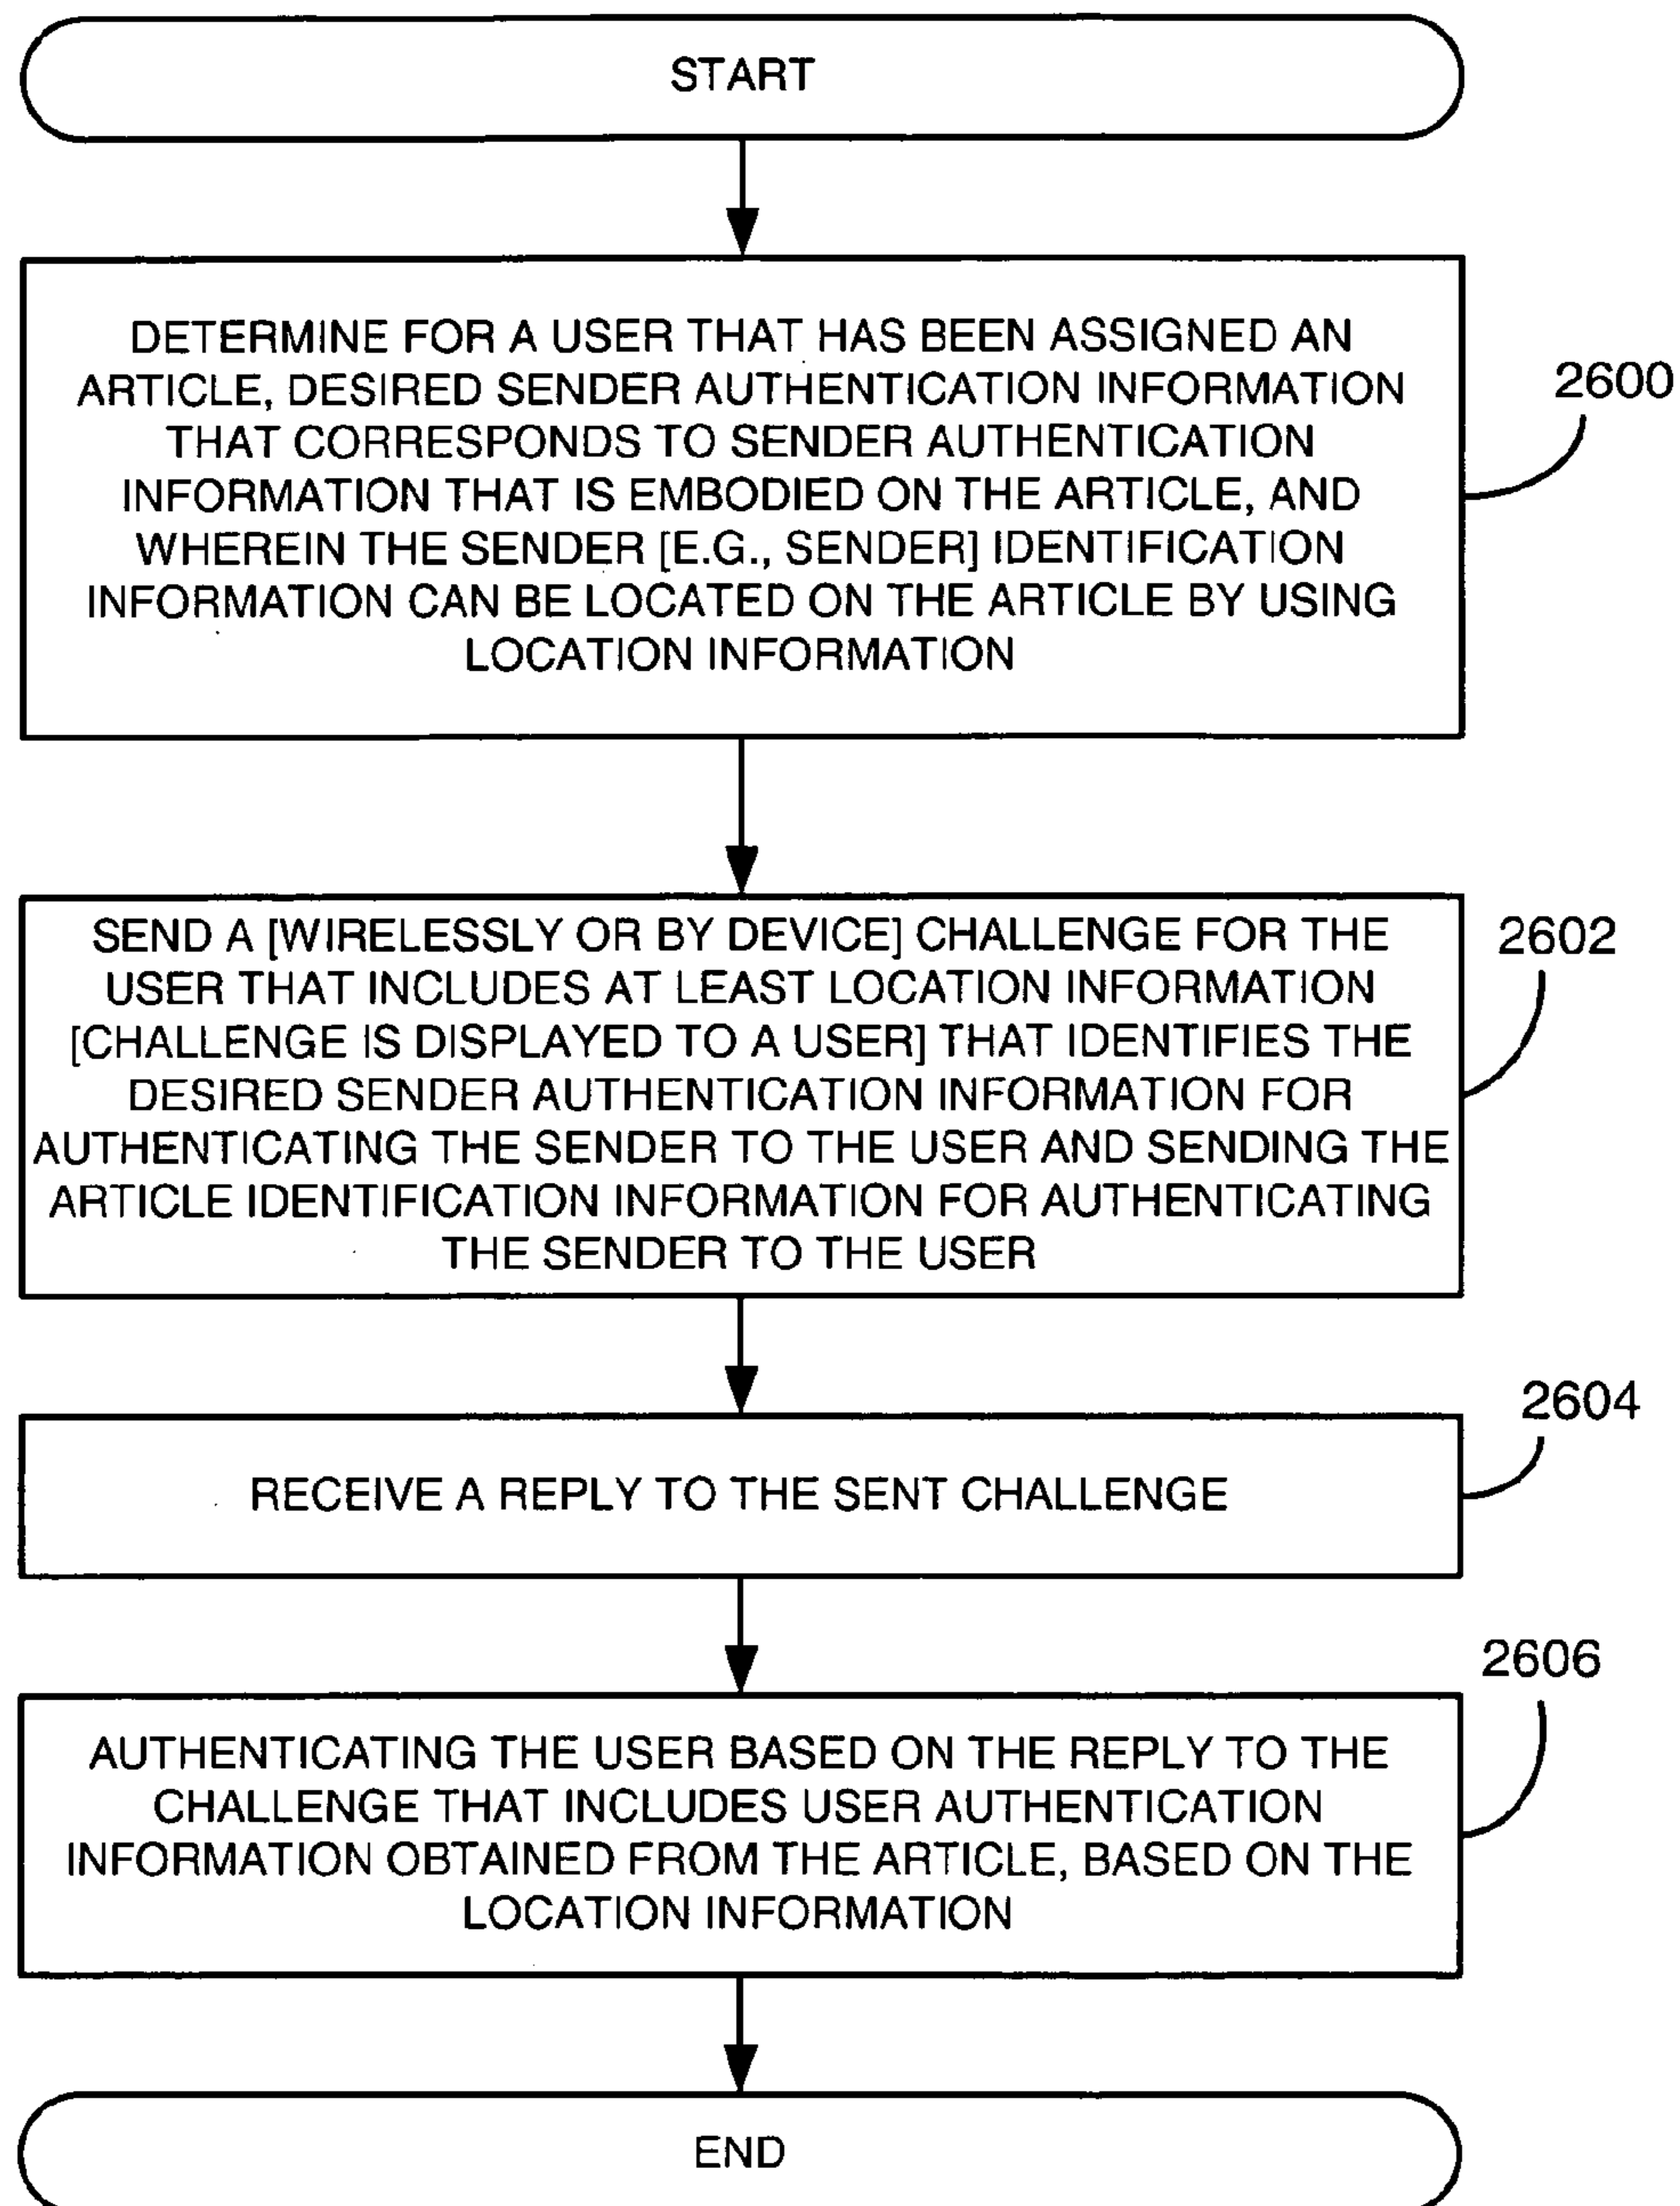 START
DETERMINE FOR A USER THAT HAS BEEN ASSIGNED AN
ARTICLE, DESIRED SENDER AUTHENTICATION INFORMATION
THAT CORRESPONDS TO SENDER AUTHENTICATION
INFORMATION THAT IS EMBODIED ON THE ARTICLE, AND
WHEREIN THE SENDER [E.G., SENDER] IDENTIFICATION
INFORMATION CAN BE LOCATED ON THE ARTICLE BY USING
LOCATION INFORMATION
2600
SEND A [WIRELESSLY OR BY DEVICE] CHALLENGE FOR THE
USER THAT INCLUDES AT LEAST LOCATION INFORMATION
[CHALLENGE IS DISPLAYED TO A USER] THAT IDENTIFIES THE
DESIRED SENDER AUTHENTICATION INFORMATION FOR
AUTHENTICATING THE SENDER TO THE USER AND SENDING THE
ARTICLE IDENTIFICATION INFORMATION FOR AUTHENTICATING
THE SENDER TO THE USER
2602
RECEIVE A REPLY TO THE SENT CHALLENGE
2604
AUTHENTICATING THE USER BASED ON THE REPLY TO THE
CHALLENGE THAT INCLUDES USER AUTHENTICATION
INFORMATION OBTAINED FROM THE ARTICLE, BASED ON THE
LOCATION INFORMATION
2606
END